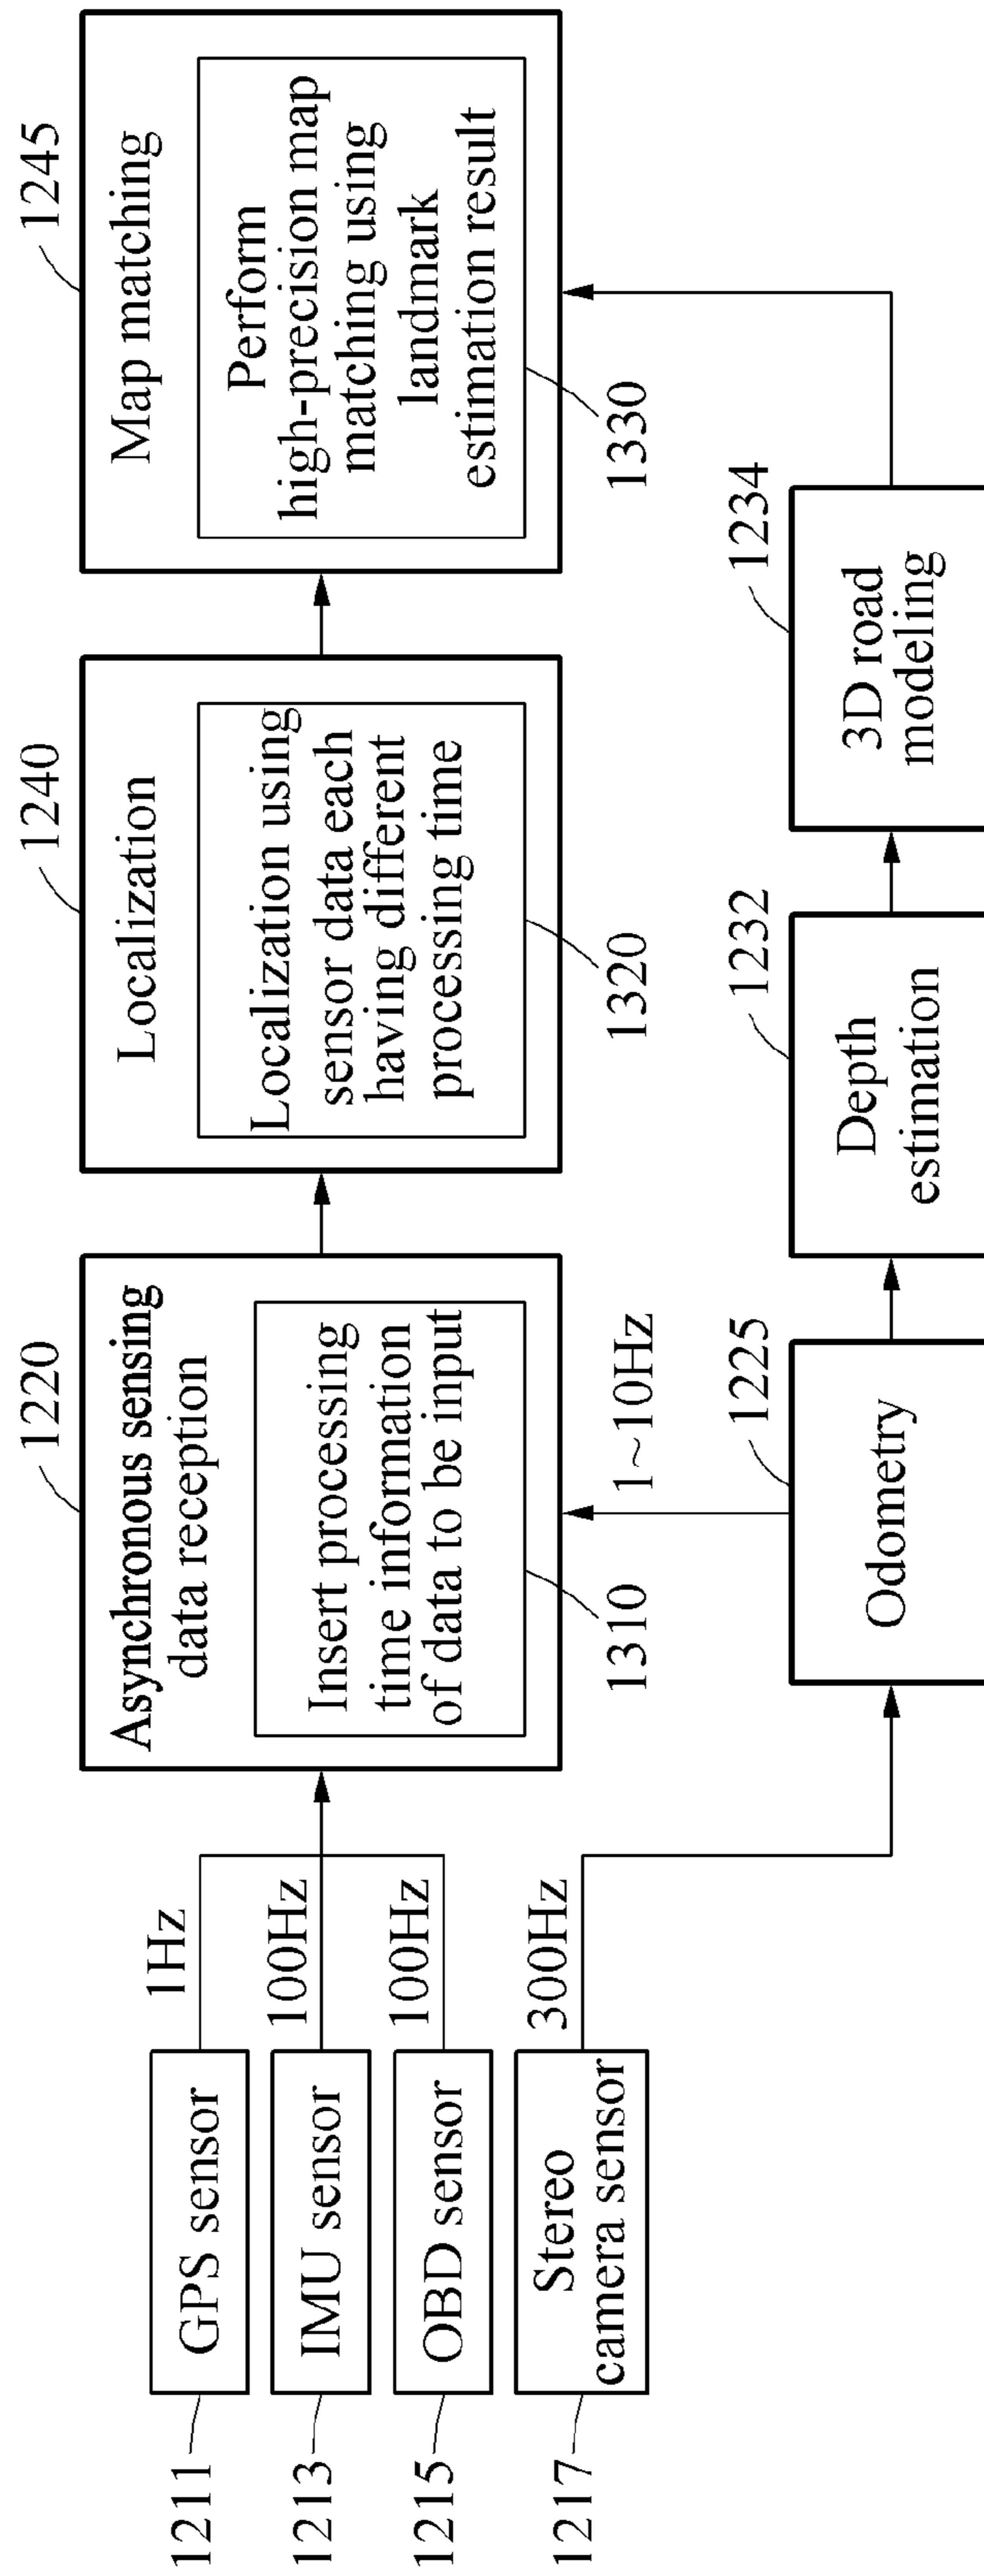 1211
GPS sensor
1Hz
1213
IMU sensor
100Hz
1215
OBD sensor
100Hz
1217
Stereo
camera sensor
300Hz
1220
Asynchronous sensing
data reception
Insert processing
time information
of data to be input
1310
1~10Hz
1225
Odometry
1240
Localization
Localization using
sensor data each
having different
processing time
1320
1232
Depth
estimation
1234
3D road
modeling
1245
Map matching
Perform
high-precision map
matching using
landmark
estimation result
1330